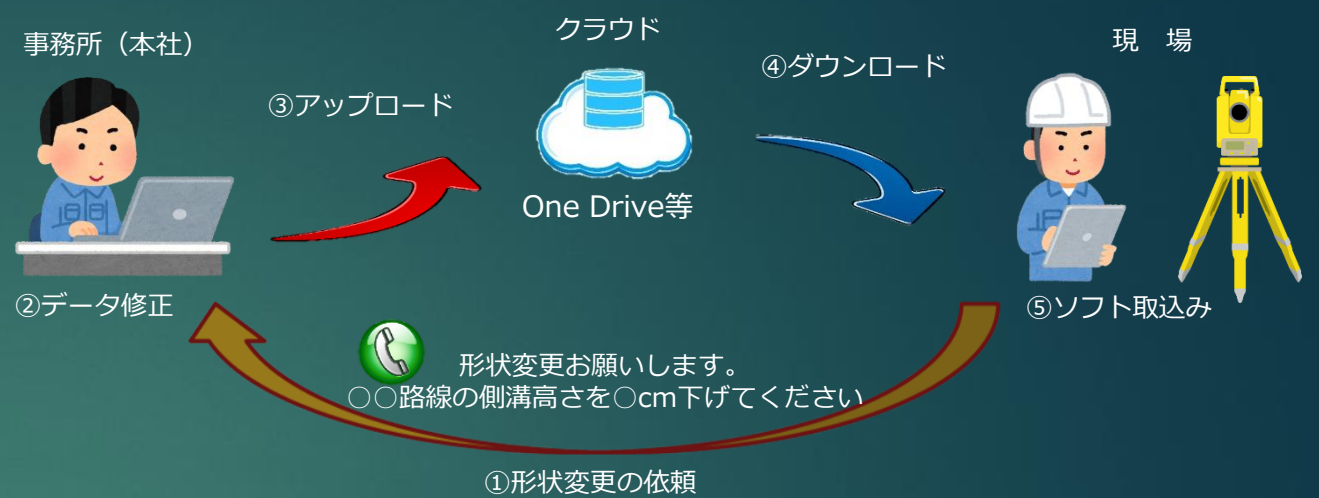 事務所（本社）
クラウド
現　場
③アップロード
④ダウンロード
One Drive等
②データ修正
⑤ソフト取込み
形状変更お願いします。
○○路線の側溝高さを○cm下げてください
①形状変更の依頼